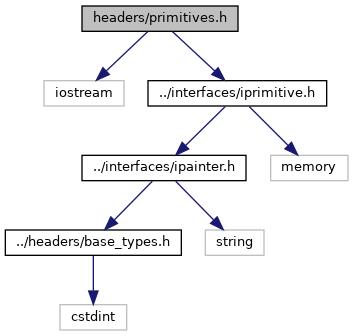 headers/primitives.h
iostream
../interfaces/iprimitive.h
../interfaces/ipainter.h
memory
../headers/base_types.h
string
cstdint